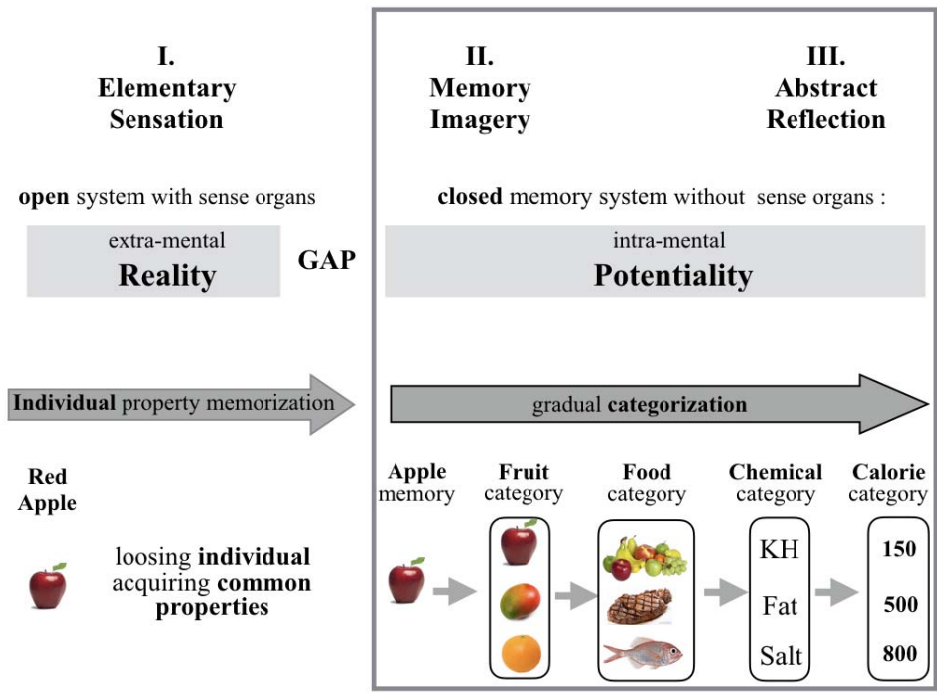 I.
Elementary
Sensation
II.
Memory
Imagery
III.
Abstract
Reflection
open system with sense organs
closed memory system without sense organs :
extra-mental
Reality
GAP
intra-mental
Potentiality
Individual property memorization
gradual categorization
Red
Apple
loosing individual
acquiring common
properties
Apple
memory
Fruit
category
Food
category
Chemical
category
Calorie
category
KH
Fat
Salt
150
500
800